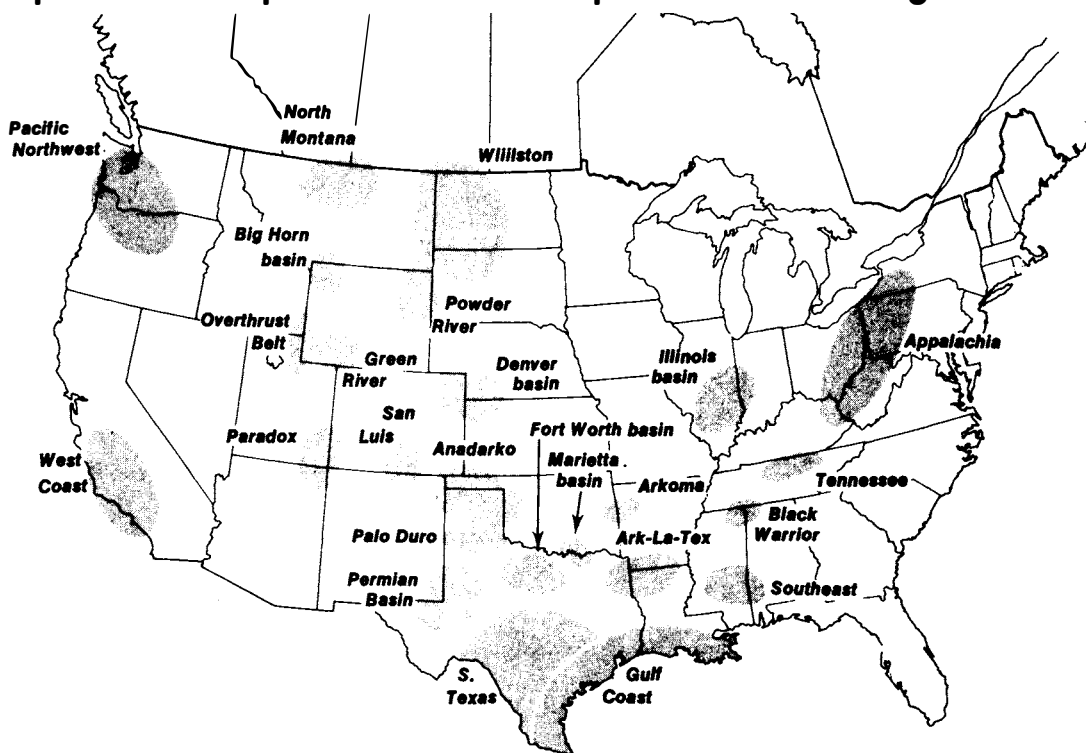 North
Montana
Pacific
Northwest
Williston
Big Horn
basin
Powder
River
Overthrust
Belt
Green
River
Denver
basin
Illinois
basin
Appalachia
San
Luis
Fort Worth basin
Paradox
Anadarko
Marietta
basin
West
Coast
Arkoma
Tennessee
Black
Warrior
Palo Duro
Ark-La-Tex
Permian
Basin
Southeast
S.
Texas
Gulf
Coast